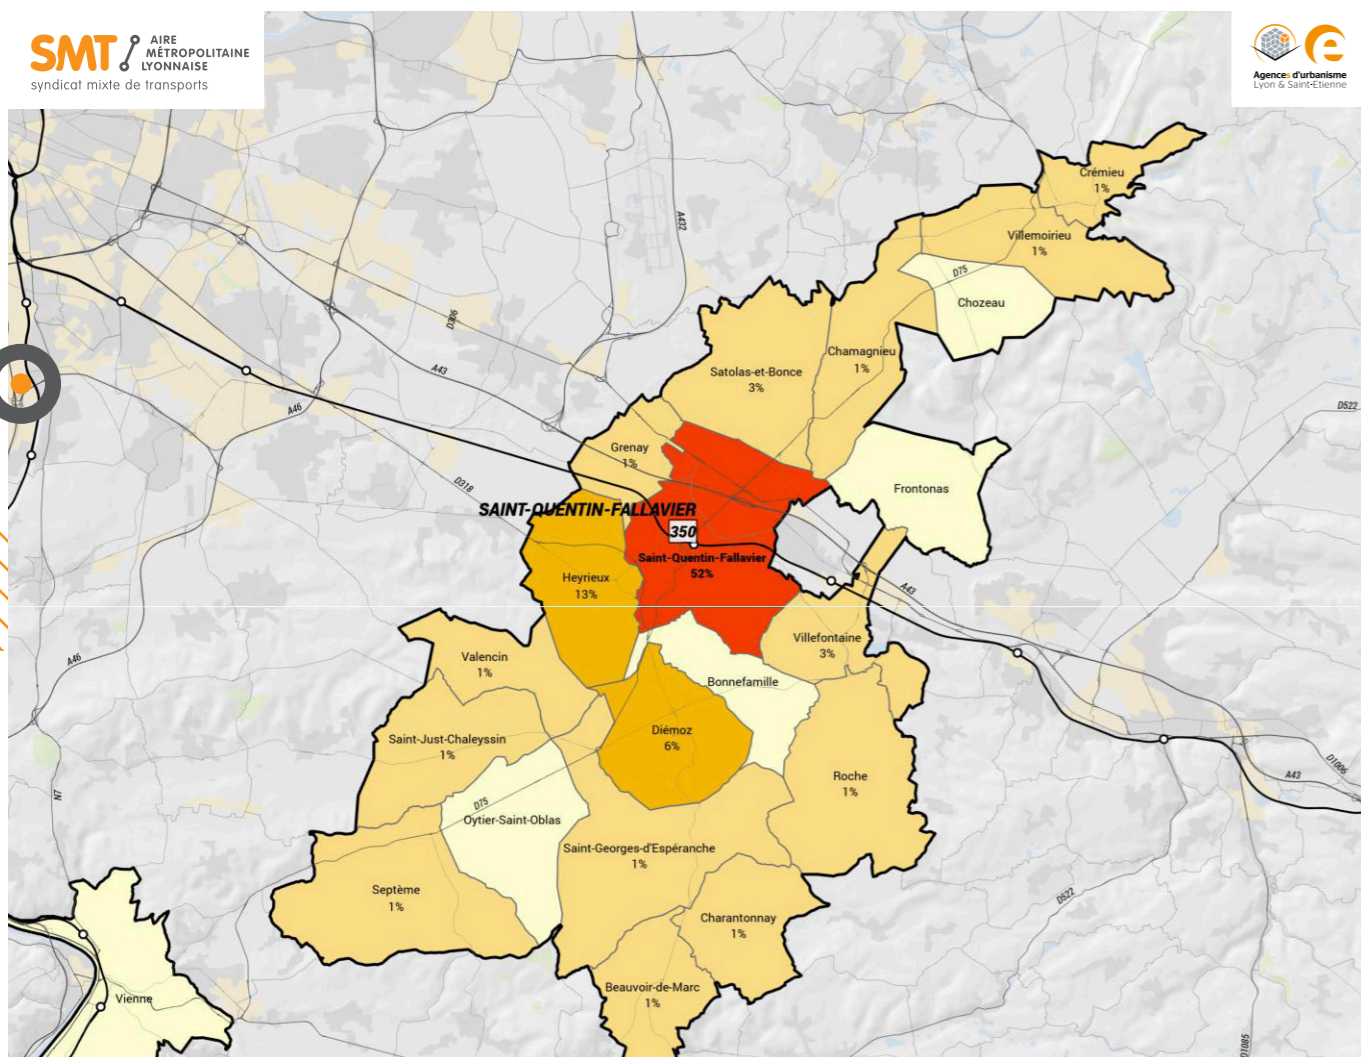 SMT
AIRE
MÉTROPOLITAINE
LYONNAISE
syndicat mixte de transports
Agences d'urbanisme
Lyon & Saint-Etienne
Crémieu
1%
A432
Villemoirieu
1%
D75
Chozeau
D306
Chamagnieu
1%
A43
Satolas-et-Bonce
3%
D522
A46
Grenay
1%
D318
Frontonas
SAINT-QUENTIN-FALLAVIER
350
Saint-Quentin-Fallavier
52%
Heyrieux
13%
A43
Villefontaine
3%
A46
Valencin
1%
Bonnefamille
Diémoz
6%
Saint-Just-Chaleyssin
1%
D1006
A43
Roche
1%
N7
D75
Oytier-Saint-Oblas
Saint-Georges-d'Espéranche
1%
Septème
1%
D522
Charantonnay
1%
Beauvoir-de-Marc
1%
Vienne
D1085